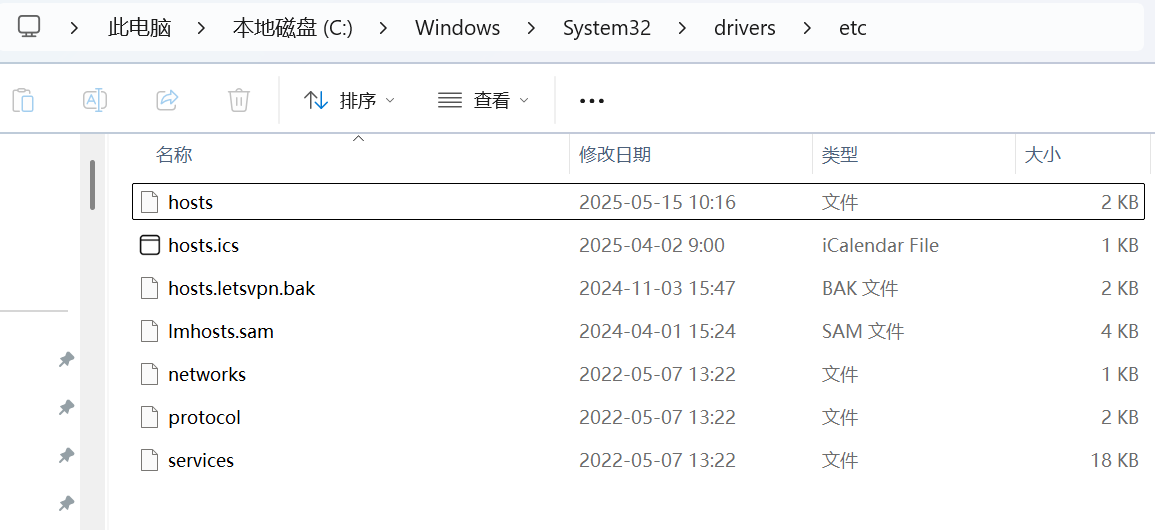 此电脑 本地磁盘 (C:) Windows System32 drivers etc
排序 查看
名称 修改日期 类型 大小
hosts 2025-05-15 10:16 文件 2 KB
hosts.ics 2025-04-02 9:00 iCalendar File 1 KB
hosts.letsvpn.bak 2024-11-03 15:47 BAK 文件 2 KB
lmhosts.sam 2024-04-01 15:24 SAM 文件 4 KB
networks 2022-05-07 13:22 文件 1 KB
protocol 2022-05-07 13:22 文件 2 KB
services 2022-05-07 13:22 文件 18 KB